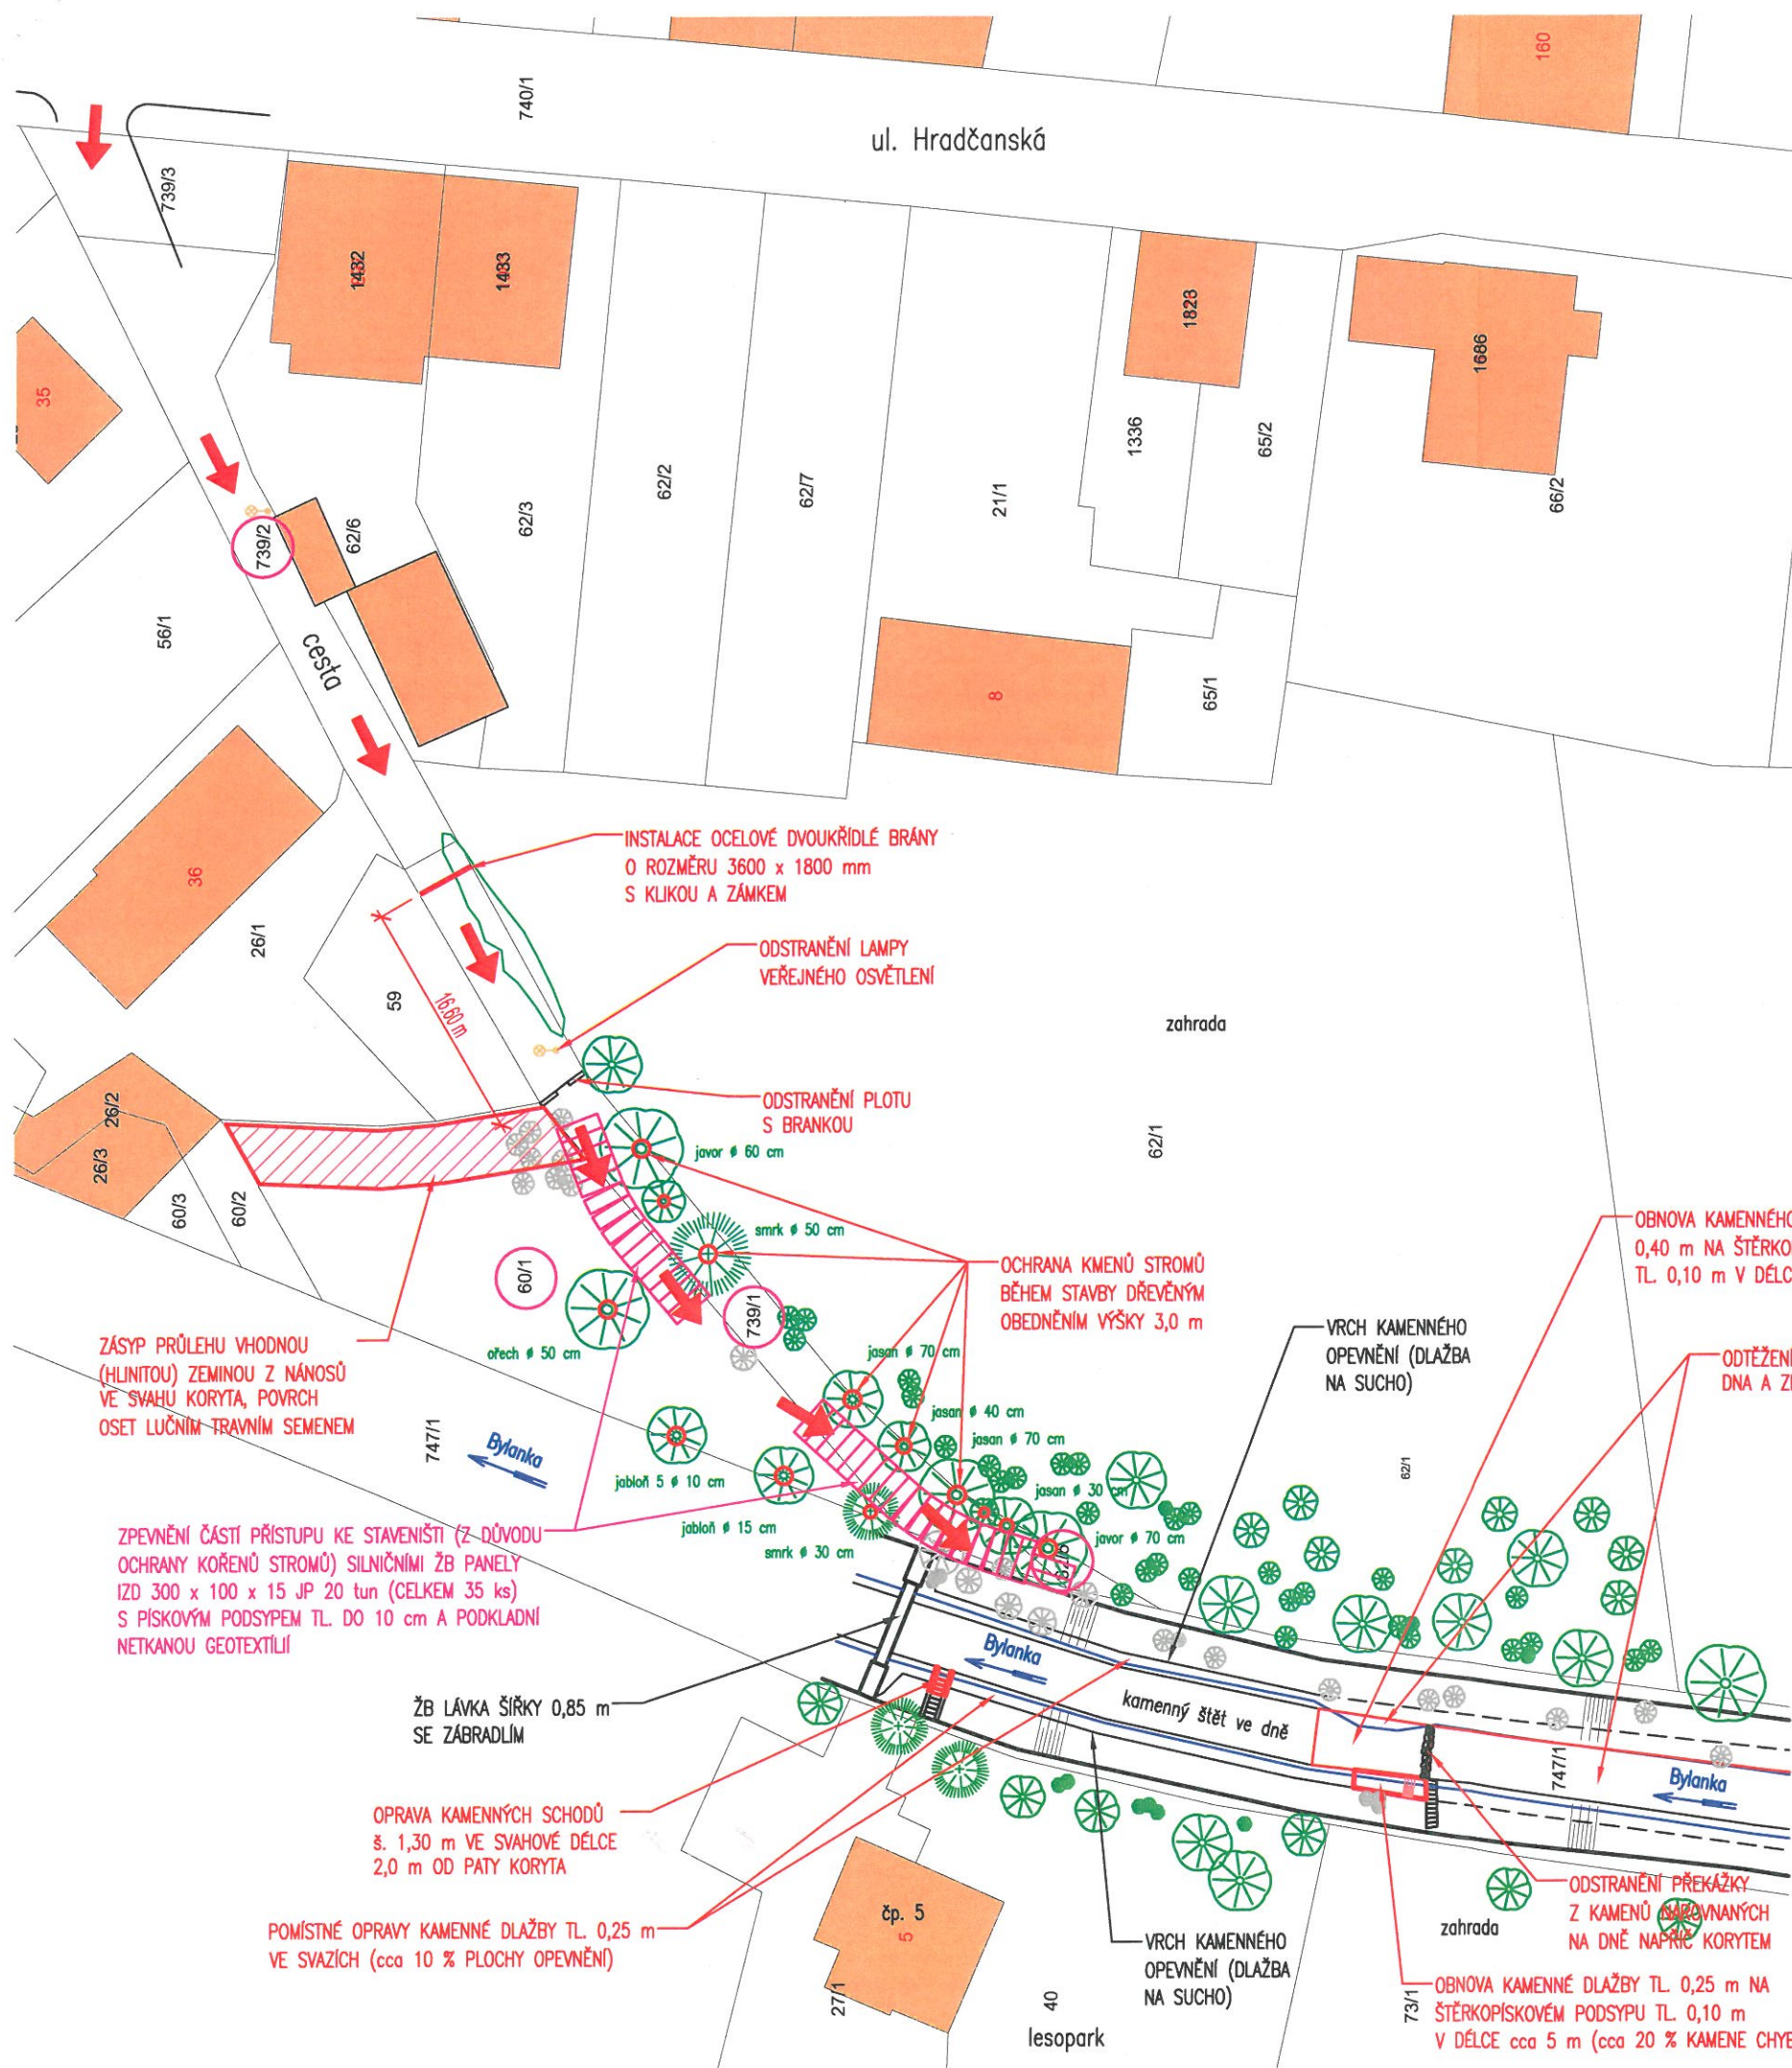 160
740/1
ul. Hradčanská
739/3
1432
1483
1828
1686
35
1336
65/2
62/2
62/7
21/1
66/2
62/3
62/6
739/2
56/1
cesta
8
65/1
36
INSTALACE OCELOVÉ DVOUKŘÍDLÉ BRÁNY
O ROZMĚRU 3600 x 1800 mm
S KLIKOU A ZÁMKEM
26/1
ODSTRANĚNÍ LAMPY
VEŘEJNÉHO OSVĚTLENÍ
59
16.60 m
zahrada
ODSTRANĚNÍ PLOTU
S BRANKOU
26/2
26/3
60/3
60/2
62/1
javor ø 60 cm
smrk ø 50 cm
OCHRANA KMENŮ STROMŮ
BĚHEM STAVBY DŘEVĚNÝM
OBEDNĚNÍM VÝŠKY 3,0 m
OBNOVA KAMENNÉHO
0,40 m NA ŠTĚRKO
TL. 0,10 m V DÉLC
60/1
739/1
ZÁSYP PRŮLEHU VHODNOU
(HLINITOU) ZEMINOU Z NÁNOSŮ
VE SVAHU KORYTA, POVRCH
OSET LUČNÍM TRAVNÍM SEMENEM
ořech ø 50 cm
jasan ø 70 cm
VRCH KAMENNÉHO
OPEVNĚNÍ (DLAŽBA
NA SUCHO)
ODTĚŽENÍ
DNA A Z
747/1
Bylanka
jasan ø 40 cm
jasan ø 70 cm
62/1
jabloň 5 ø 10 cm
jasan ø 30 cm
jabloň ø 15 cm
smrk ø 30 cm
javor ø 70 cm
ZPEVNĚNÍ ČÁSTÍ PŘÍSTUPU KE STAVENIŠTI (Z DŮVODU
OCHRANY KOŘENŮ STROMŮ) SILNIČNÍMI ŽB PANELY
IZD 300 x 100 x 15 JP 20 tun (CELKEM 35 ks)
S PÍSKOVÝM PODSYPEM TL. DO 10 cm A PODKLADNÍ
NETKANOU GEOTEXTÍLIÍ
Bylanka
ŽB LÁVKA ŠÍŘKY 0,85 m
SE ZÁBRADLÍM
kamenný štět ve dně
747/1
Bylanka
OPRAVA KAMENNÝCH SCHODŮ
š. 1,30 m VE SVAHOVÉ DÉLCE
2,0 m OD PATY KORYTA
POMÍSTNÉ OPRAVY KAMENNÉ DLAŽBY TL. 0,25 m
VE SVAZÍCH (cca 10 % PLOCHY OPEVNĚNÍ)
čp. 5
5
27/1
40
lesopark
VRCH KAMENNÉHO
OPEVNĚNÍ (DLAŽBA
NA SUCHO)
zahrada
73/1
ODSTRANĚNÍ PŘEKÁŽKY
Z KAMENŮ NAROVNANÝCH
NA DNĚ NAPŘÍČ KORYTEM
OBNOVA KAMENNÉ DLAŽBY TL. 0,25 m NA
ŠTĚRKOPÍSKOVÉM PODSYPU TL. 0,10 m
V DÉLCE cca 5 m (cca 20 % KAMENE CHYB